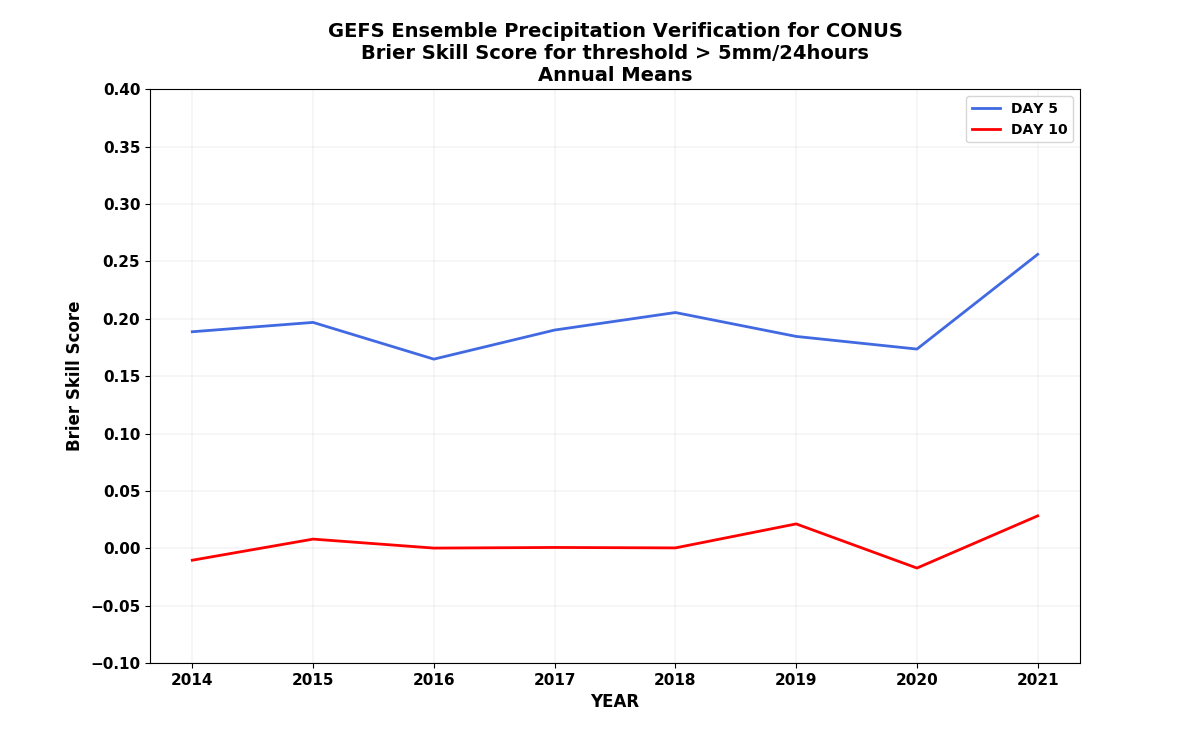 GEFS Ensemble Precipitation Verification for CONUS
Brier Skill Score for threshold > 5mm/24hours
Annual Means
DAY 5
DAY 10
0.40
0.35
0.30
0.25
0.20
0.15
0.10
0.05
0.00
−0.05
−0.10
Brier Skill Score
2014 2015 2016 2017 2018 2019 2020 2021
YEAR